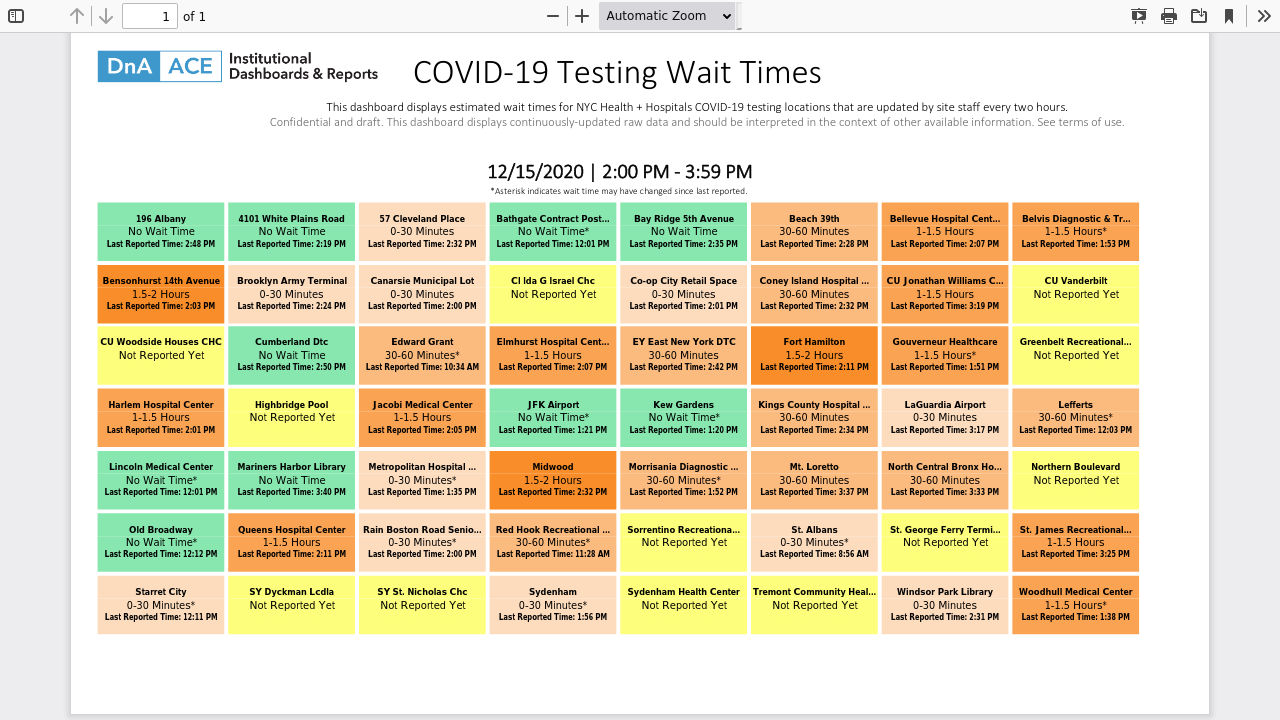 1 of 1 Automatic Zoom
DnA ACE Institutional
Dashboards & Reports
COVID-19 Testing Wait Times
This dashboard displays estimated wait times for NYC Health + Hospitals COVID-19 testing locations that are updated by site staff every two hours.
Confidential and draft. This dashboard displays continuously-updated raw data and should be interpreted in the context of other available information. See terms of use.
12/15/2020 | 2:00 PM - 3:59 PM
*Asterisk indicates wait time may have changed since last reported.
196 Albany
No Wait Time
Last Reported Time: 2:48 PM
4101 White Plains Road
No Wait Time
Last Reported Time: 2:19 PM
57 Cleveland Place
0-30 Minutes
Last Reported Time: 2:32 PM
Bathgate Contract Post...
No Wait Time*
Last Reported Time: 12:01 PM
Bay Ridge 5th Avenue
No Wait Time
Last Reported Time: 2:35 PM
Beach 39th
30-60 Minutes
Last Reported Time: 2:28 PM
Bellevue Hospital Cent...
1-1.5 Hours
Last Reported Time: 2:07 PM
Belvis Diagnostic & Tr...
1-1.5 Hours*
Last Reported Time: 1:53 PM
Bensonhurst 14th Avenue
1.5-2 Hours
Last Reported Time: 2:03 PM
Brooklyn Army Terminal
0-30 Minutes
Last Reported Time: 2:24 PM
Canarsie Municipal Lot
0-30 Minutes
Last Reported Time: 2:00 PM
CI Ida G Israel Chc
Not Reported Yet
Co-op City Retail Space
0-30 Minutes
Last Reported Time: 2:01 PM
Coney Island Hospital ...
30-60 Minutes
Last Reported Time: 2:32 PM
CU Jonathan Williams C...
1-1.5 Hours
Last Reported Time: 3:19 PM
CU Vanderbilt
Not Reported Yet
CU Woodside Houses CHC
Not Reported Yet
Cumberland Dtc
No Wait Time
Last Reported Time: 2:50 PM
Edward Grant
30-60 Minutes*
Last Reported Time: 10:34 AM
Elmhurst Hospital Cent...
1-1.5 Hours
Last Reported Time: 2:07 PM
EY East New York DTC
30-60 Minutes
Last Reported Time: 2:42 PM
Fort Hamilton
1.5-2 Hours
Last Reported Time: 2:11 PM
Gouverneur Healthcare
1-1.5 Hours*
Last Reported Time: 1:51 PM
Greenbelt Recreational...
Not Reported Yet
Harlem Hospital Center
1-1.5 Hours
Last Reported Time: 2:01 PM
Highbridge Pool
Not Reported Yet
Jacobi Medical Center
1-1.5 Hours
Last Reported Time: 2:05 PM
JFK Airport
No Wait Time*
Last Reported Time: 1:21 PM
Kew Gardens
No Wait Time*
Last Reported Time: 1:20 PM
Kings County Hospital ...
30-60 Minutes
Last Reported Time: 2:34 PM
LaGuardia Airport
0-30 Minutes
Last Reported Time: 3:17 PM
Lefferts
30-60 Minutes*
Last Reported Time: 12:03 PM
Lincoln Medical Center
No Wait Time*
Last Reported Time: 12:01 PM
Mariners Harbor Library
No Wait Time
Last Reported Time: 3:40 PM
Metropolitan Hospital ...
0-30 Minutes*
Last Reported Time: 1:35 PM
Midwood
1.5-2 Hours
Last Reported Time: 2:32 PM
Morrisania Diagnostic ...
30-60 Minutes*
Last Reported Time: 1:52 PM
Mt. Loretto
30-60 Minutes
Last Reported Time: 3:37 PM
North Central Bronx Ho...
30-60 Minutes
Last Reported Time: 3:33 PM
Northern Boulevard
Not Reported Yet
Old Broadway
No Wait Time*
Last Reported Time: 12:12 PM
Queens Hospital Center
1-1.5 Hours
Last Reported Time: 2:11 PM
Rain Boston Road Senio...
0-30 Minutes*
Last Reported Time: 2:00 PM
Red Hook Recreational ...
30-60 Minutes*
Last Reported Time: 11:28 AM
Sorrentino Recreationa...
Not Reported Yet
St. Albans
0-30 Minutes*
Last Reported Time: 8:56 AM
St. George Ferry Termi...
Not Reported Yet
St. James Recreational...
1-1.5 Hours
Last Reported Time: 3:25 PM
Starret City
0-30 Minutes*
Last Reported Time: 12:11 PM
SY Dyckman Lcdla
Not Reported Yet
SY St. Nicholas Chc
Not Reported Yet
Sydenham
0-30 Minutes*
Last Reported Time: 1:56 PM
Sydenham Health Center
Not Reported Yet
Tremont Community Heal...
Not Reported Yet
Windsor Park Library
0-30 Minutes
Last Reported Time: 2:31 PM
Woodhull Medical Center
1-1.5 Hours*
Last Reported Time: 1:38 PM